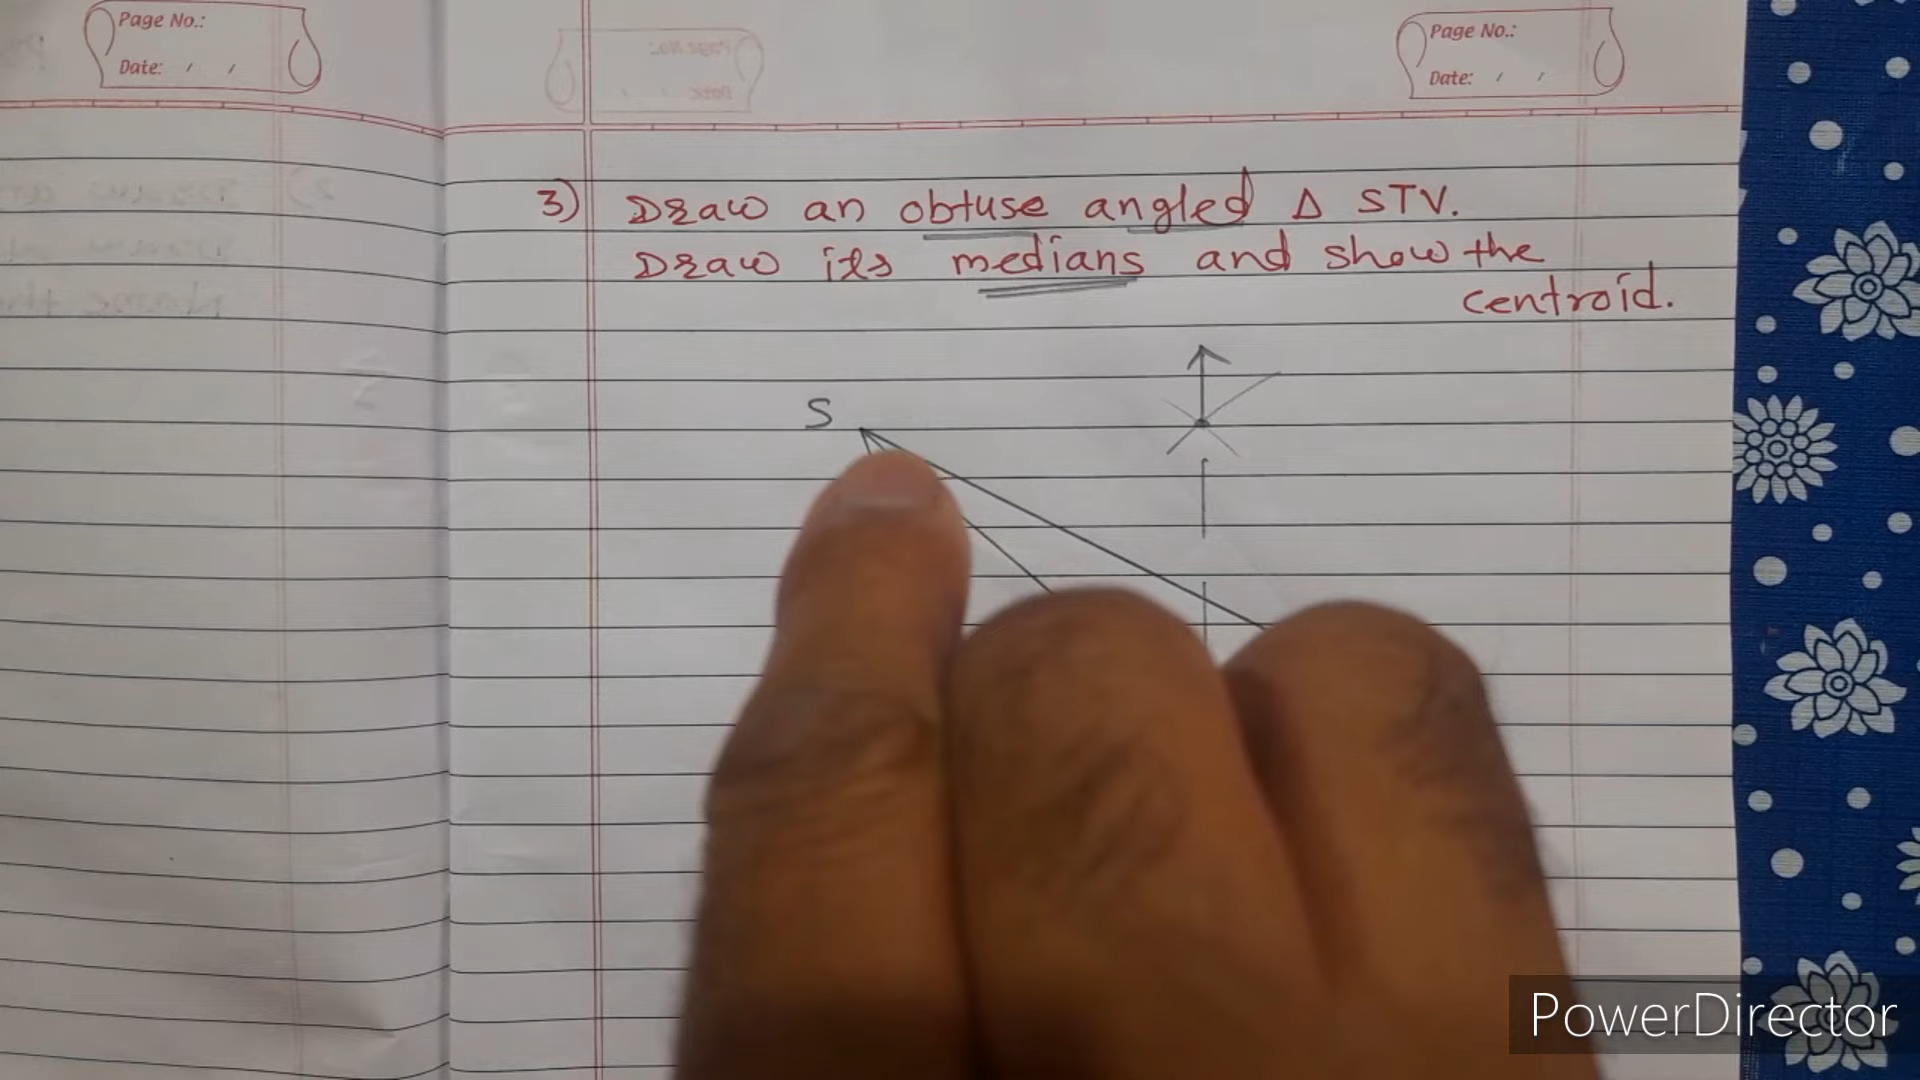 Page No.:
Date: / /
Page No.:
Date: / /
3) Draw an obtuse angled Δ STV.
Draw its medians and show the
centroid.
S
PowerDirector